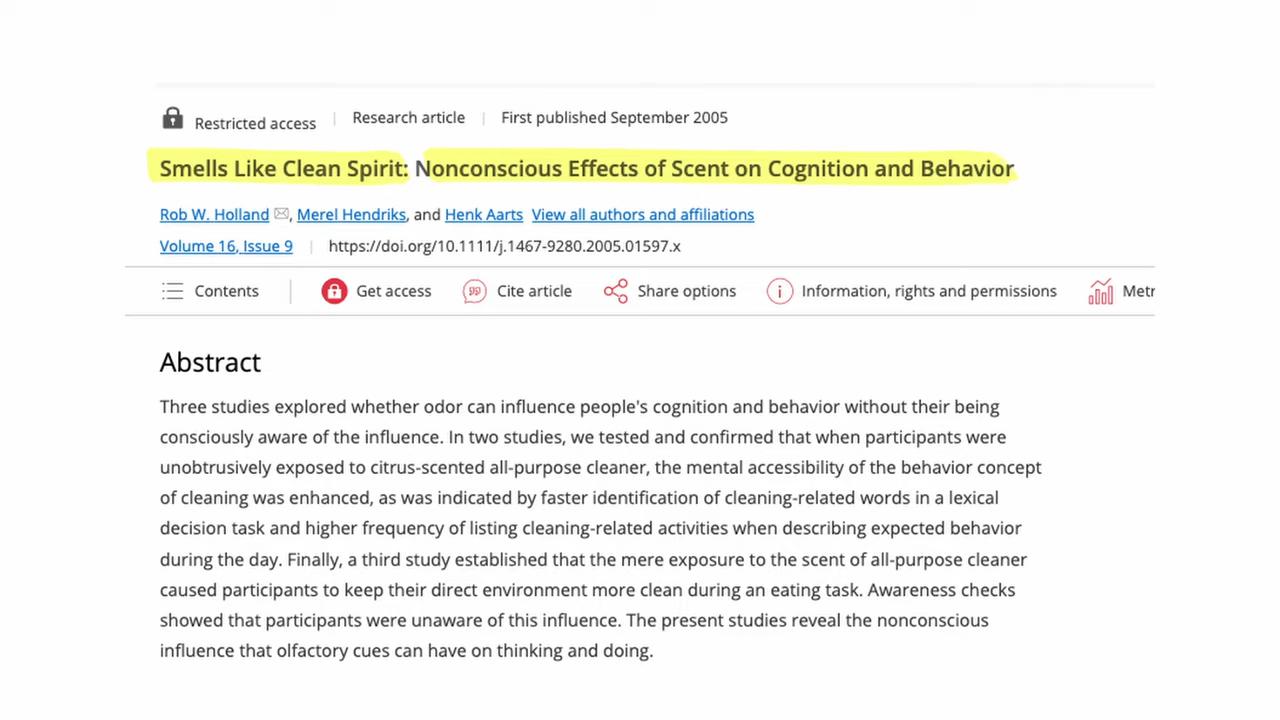 Restricted access | Research article | First published September 2005
Smells Like Clean Spirit: Nonconscious Effects of Scent on Cognition and Behavior
Rob W. Holland, Merel Hendriks, and Henk Aarts View all authors and affiliations
Volume 16, Issue 9 | https://doi.org/10.1111/j.1467-9280.2005.01597.x
Contents | Get access Cite article Share options Information, rights and permissions Metr
Abstract
Three studies explored whether odor can influence people's cognition and behavior without their being
consciously aware of the influence. In two studies, we tested and confirmed that when participants were
unobtrusively exposed to citrus-scented all-purpose cleaner, the mental accessibility of the behavior concept
of cleaning was enhanced, as was indicated by faster identification of cleaning-related words in a lexical
decision task and higher frequency of listing cleaning-related activities when describing expected behavior
during the day. Finally, a third study established that the mere exposure to the scent of all-purpose cleaner
caused participants to keep their direct environment more clean during an eating task. Awareness checks
showed that participants were unaware of this influence. The present studies reveal the nonconscious
influence that olfactory cues can have on thinking and doing.